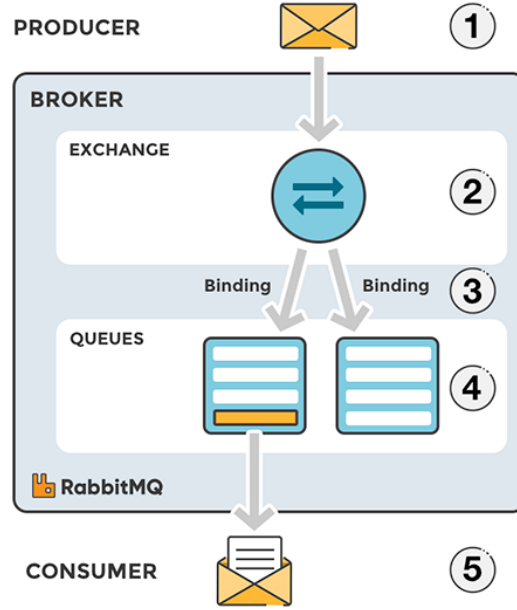 PRODUCER 1
BROKER
EXCHANGE
2
Binding Binding 3
QUEUES
4
RabbitMQ
CONSUMER 5